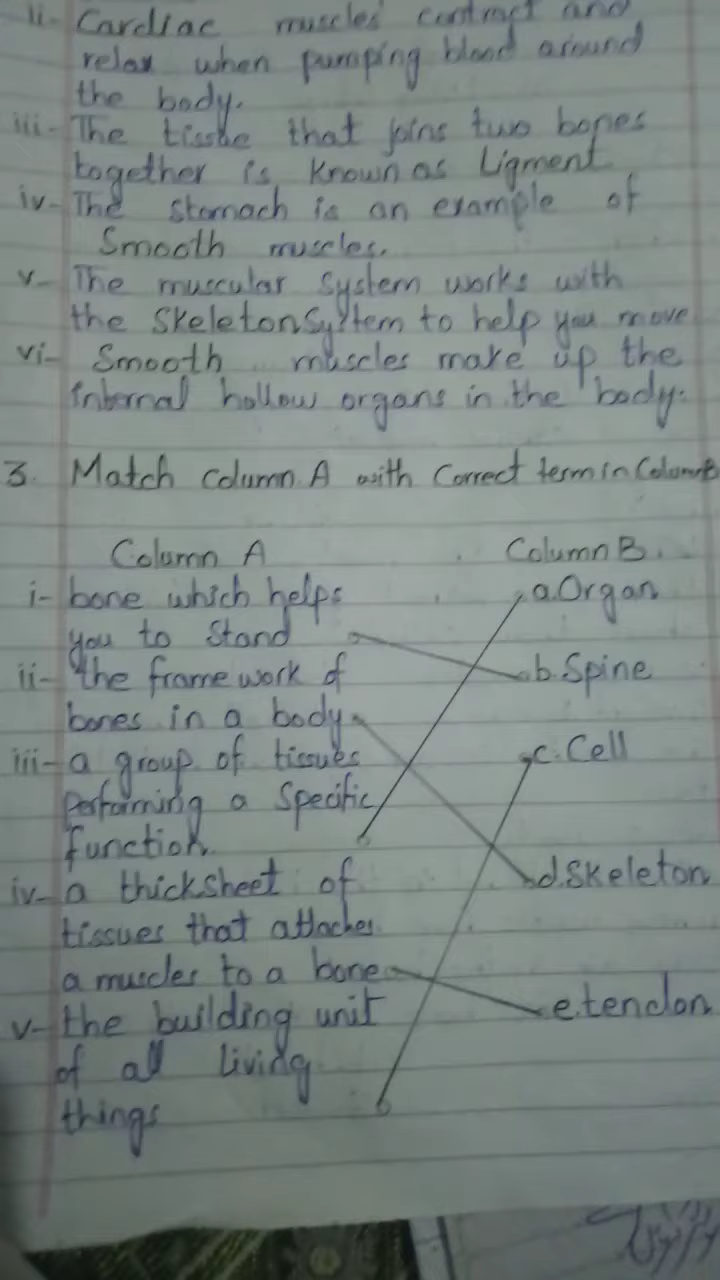 ii- Cardiac muscles contract and
relax when pumping blood around
the body.
iii- The tissue that joins two bones
together is known as Ligment
iv- The stomach is an example of
Smooth muscles.
v- The muscular system works with
the Skeleton System to help you move
vi- Smooth muscles make up the
internal hollow organs in the body.
3. Match column A with Correct term in Column B
Column A Column B.
i- bone which helps a. Organ
you to Stand
ii- the frame work of b. Spine
bones in a body
iii- a group of tissues c. Cell
performing a Specific
function.
iv- a thick sheet of d. Skeleton
tissues that attaches
a muscles to a bone
v- the building unit e. tendon
of all living
things